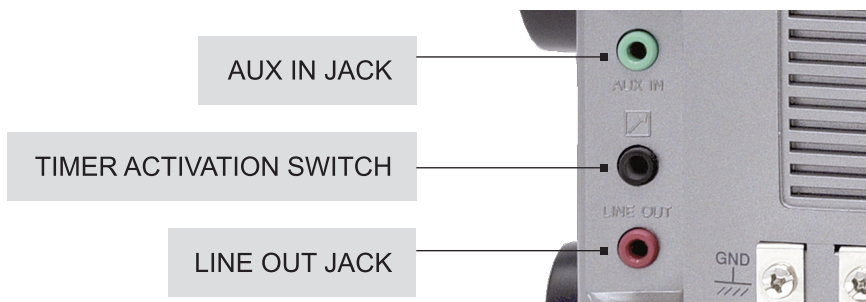 AUX IN JACK
AUX IN
TIMER ACTIVATION SWITCH
LINE OUT
LINE OUT JACK
GND